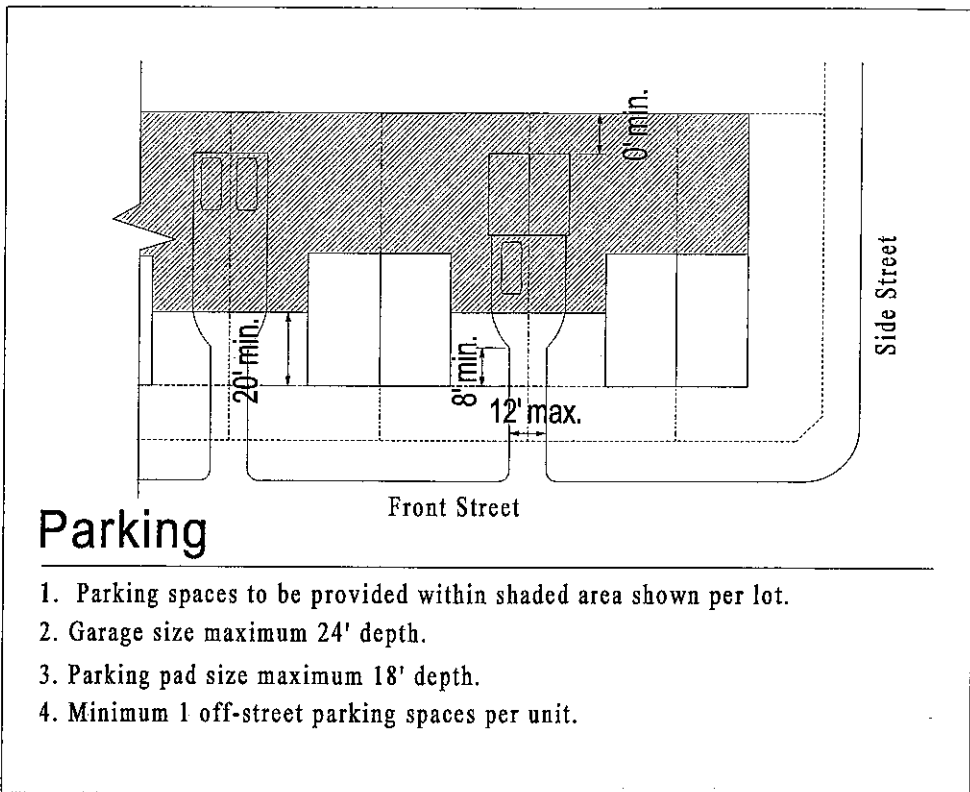 0' min.
Side Street
20' min.
8' min.
12' max.
Front Street
Parking
1. Parking spaces to be provided within shaded area shown per lot.
2. Garage size maximum 24' depth.
3. Parking pad size maximum 18' depth.
4. Minimum 1 off-street parking spaces per unit.